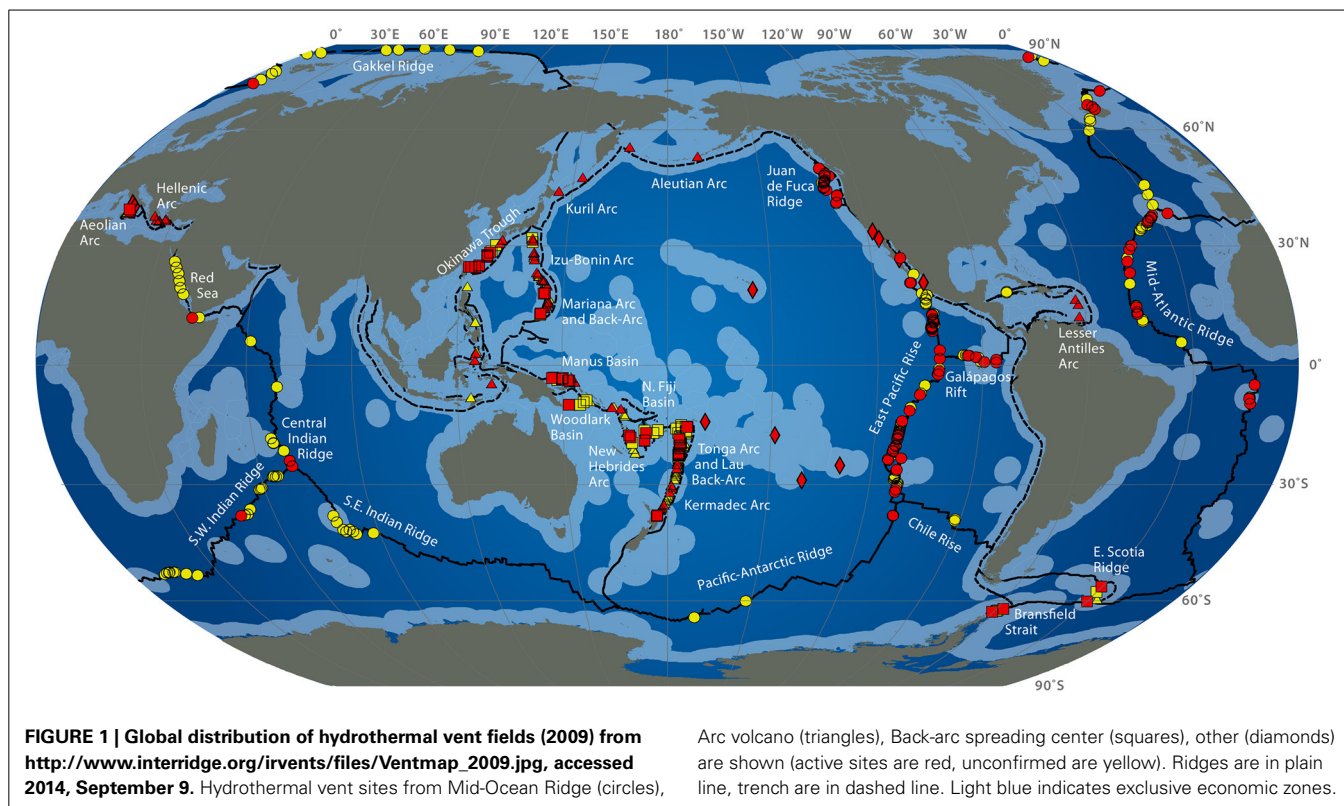 0° 30°E 60°E 90°E 120°E 150°E 180° 150°W 120°W 90°W 60°W 30°W 0°
90°N
Gakkel Ridge
60°N
Hellenic
Arc
Aeolian
Arc
Aleutian Arc
Juan
de Fuca
Ridge
Kuril Arc
Okinawa Trough
30°N
Red
Sea
Izu-Bonin Arc
Mariana Arc
and Back-Arc
Mid-Atlantic Ridge
Lesser
Antilles
Arc
Manus Basin
0°
N. Fiji
Basin
Galápagos
Rift
East Pacific Rise
Woodlark
Basin
Central
Indian
Ridge
New
Hebrides
Arc
Tonga Arc
and Lau
Back-Arc
30°S
S.W. Indian Ridge
S.E. Indian Ridge
Kermadec Arc
Chile Rise
Pacific-Antarctic Ridge
E. Scotia
Ridge
60°S
Bransfield
Strait
90°S
FIGURE 1 | Global distribution of hydrothermal vent fields (2009) from
http://www.interridge.org/irvents/files/Ventmap_2009.jpg, accessed
2014, September 9. Hydrothermal vent sites from Mid-Ocean Ridge (circles),
Arc volcano (triangles), Back-arc spreading center (squares), other (diamonds)
are shown (active sites are red, unconfirmed are yellow). Ridges are in plain
line, trench are in dashed line. Light blue indicates exclusive economic zones.